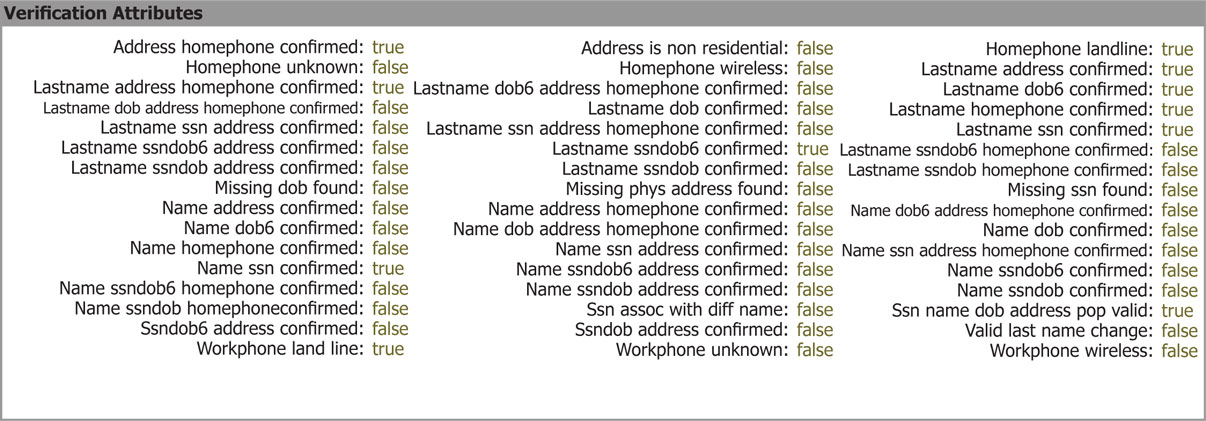 Verification Attributes
Address homephone confirmed: true Address is non residential: false Homephone landline: true
Homephone unknown: false Homephone wireless: false Lastname address confirmed: true
Lastname address homephone confirmed: true Lastname dob6 address homephone confirmed: false Lastname dob6 confirmed: true
Lastname dob address homephone confirmed: false Lastname dob confirmed: false Lastname homephone confirmed: true
Lastname ssn address confirmed: false Lastname ssn address homephone confirmed: false Lastname ssn confirmed: true
Lastname ssndob6 address confirmed: false Lastname ssndob6 confirmed: true Lastname ssndob6 homephone confirmed: false
Lastname ssndob address confirmed: false Lastname ssndob confirmed: false Lastname ssndob homephone confirmed: false
Missing dob found: false Missing phys address found: false Missing ssn found: false
Name address confirmed: false Name address homephone confirmed: false Name dob6 address homephone confirmed: false
Name dob6 confirmed: false Name dob address homephone confirmed: false Name dob confirmed: false
Name homephone confirmed: false Name ssn address confirmed: false Name ssn address homephone confirmed: false
Name ssn confirmed: true Name ssndob6 address confirmed: false Name ssndob6 confirmed: false
Name ssndob6 homephone confirmed: false Name ssndob address confirmed: false Name ssndob confirmed: false
Name ssndob homephoneconfirmed: false Ssn assoc with diff name: false Ssn name dob address pop valid: true
Ssndob6 address confirmed: false Ssndob address confirmed: false Valid last name change: false
Workphone land line: true Workphone unknown: false Workphone wireless: false